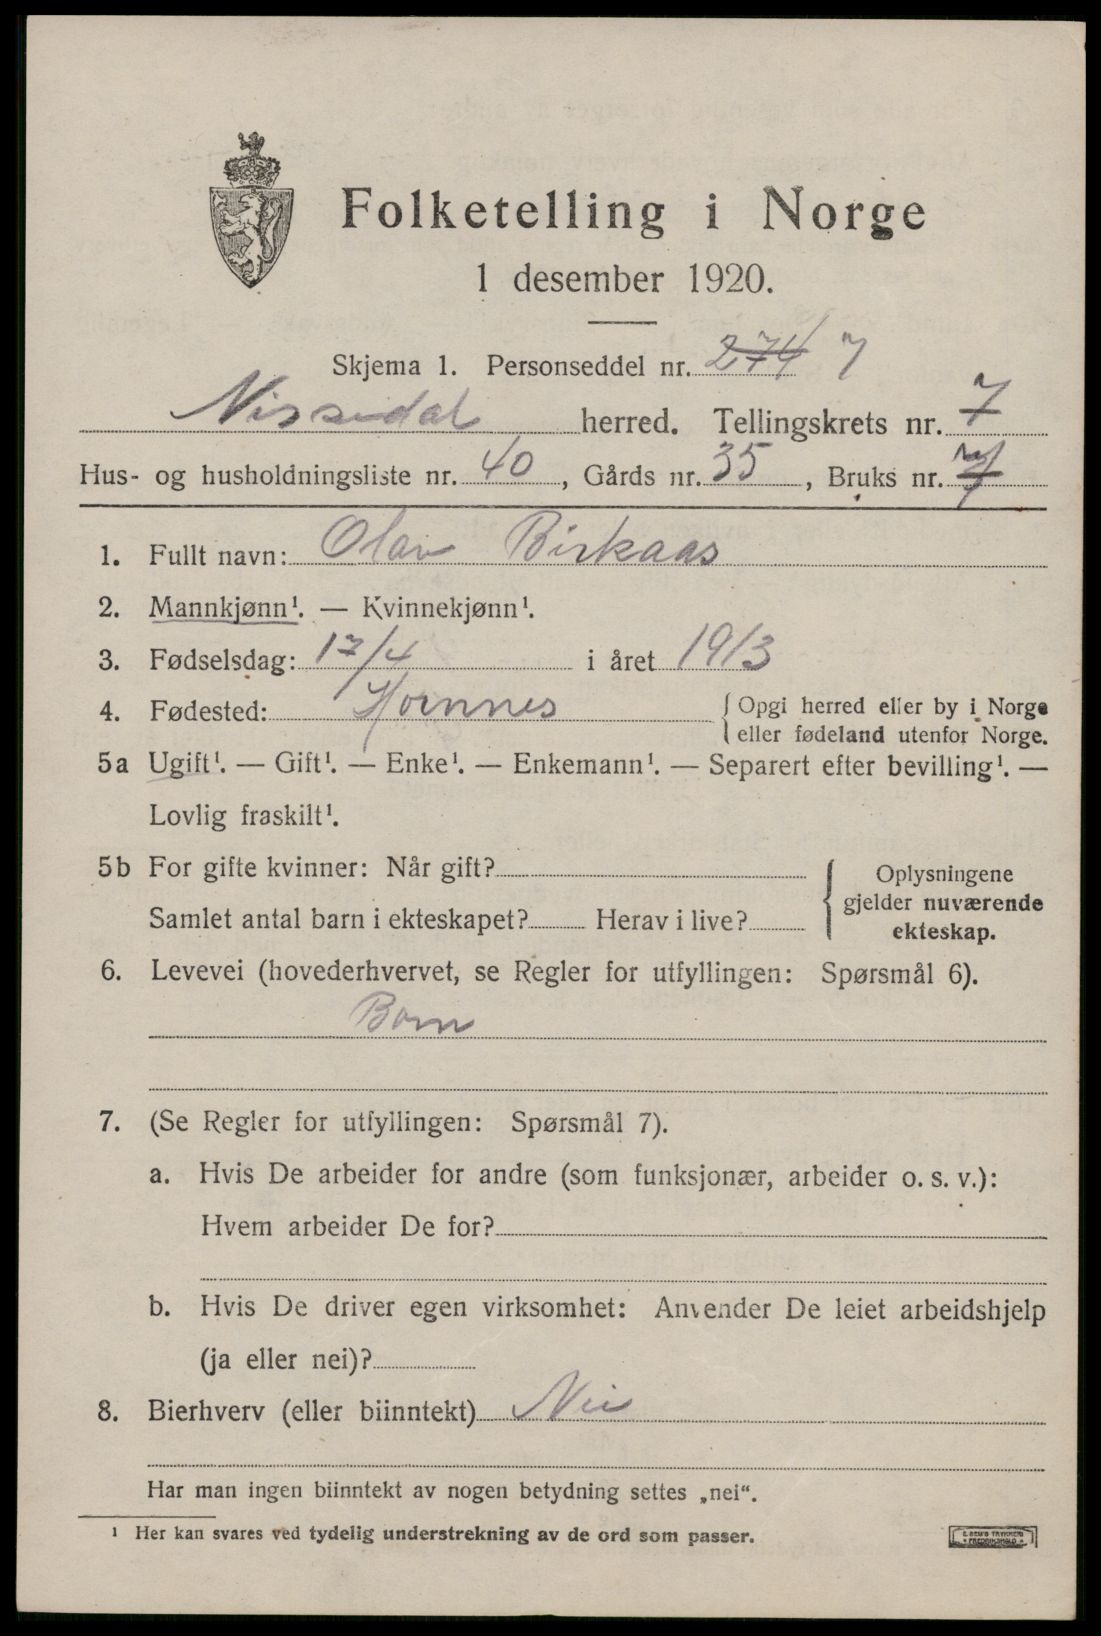 Folketelling i Norge
1 desember 1920.
Skjema 1. Personseddel nr. 274 7
Nissedal herred. Tellingskrets nr. 7
Hus- og husholdningsliste nr. 40, Gårds nr. 35, Bruks nr.
1. Fullt navn: Olav Birkaas
2. Mannkjønn¹. — Kvinnekjønn¹.
3. Fødselsdag: 17/4 i året 1913
4. Fødested: Hornnes {Opgi herred eller by i Norge
eller fødeland utenfor Norge.
5a Ugift¹. — Gift¹. — Enke¹. — Enkemann¹. — Separert efter bevilling¹. —
Lovlig fraskilt¹.
5b For gifte kvinner: Når gift?
Samlet antal barn i ekteskapet? Herav i live?
{Oplysningene
gjelder nuværende
ekteskap.
6. Levevei (hovederhvervet, se Regler for utfyllingen: Spørsmål 6).
Barn
7. (Se Regler for utfyllingen: Spørsmål 7).
a. Hvis De arbeider for andre (som funksjonær, arbeider o. s. v.):
Hvem arbeider De for?
b. Hvis De driver egen virksomhet: Anvender De leiet arbeidshjelp
(ja eller nei)?
8. Bierhverv (eller biinntekt) Nei
Har man ingen biinntekt av nogen betydning settes „nei“.
¹ Her kan svares ved tydelig understrekning av de ord som passer.